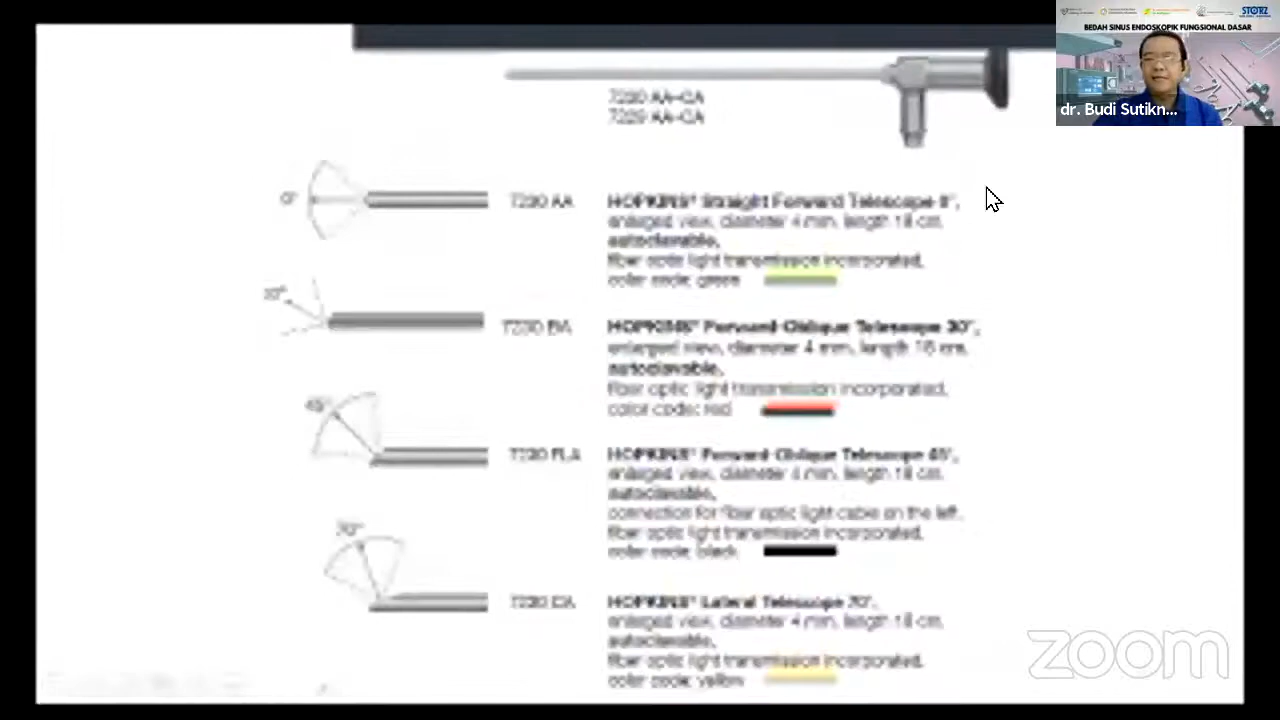 STORZ
BEDAH SINUS ENDOSKOPIK FUNGSIONAL DASAR
dr. Budi Sutikn...
7230 AA-CA
7229 AA-CA
0°
7230 AA
HOPKINS® Straight Forward Telescope 0°,
enlarged view, diameter 4 mm, length 18 cm,
autoclavable,
fiber optic light transmission incorporated,
color code: green
30°
7230 BA
HOPKINS® Forward-Oblique Telescope 30°,
enlarged view, diameter 4 mm, length 18 cm,
autoclavable,
fiber optic light transmission incorporated,
color code: red
45°
7230 FLA
HOPKINS® Forward-Oblique Telescope 45°,
enlarged view, diameter 4 mm, length 18 cm,
autoclavable,
connection for fiber optic light cable on the left,
fiber optic light transmission incorporated,
color code: black
70°
7230 CA
HOPKINS® Lateral Telescope 70°,
enlarged view, diameter 4 mm, length 18 cm,
autoclavable,
fiber optic light transmission incorporated,
color code: yellow
zoom